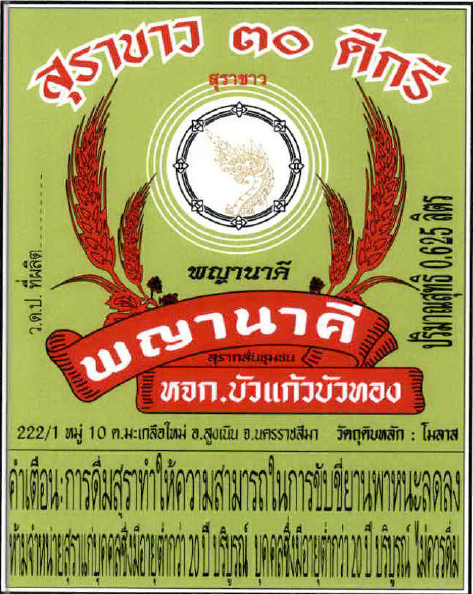 สุราขาว ๓๐ ดีกรี
สุราขาว
ว.ด.ป. ที่ผลิต
ปริมาณสุทธิ 0.625 ลิตร
พญานาคี
พญานาคี
สุรากลั่นชุมชน
หจก.บัวแก้วบัวทอง
222/1 หมู่ 10 ต.มะเกลือใหม่ อ.สูงเนิน จ.นครราชสีมา วัตถุดิบหลัก : โมลาส
คำเตือน:การดื่มสุราทำให้ความสามารถในการขับขี่ยานพาหนะลดลง
ห้ามจำหน่ายสุราแก่บุคคลซึ่งมีอายุต่ำกว่า 20 ปี บริบูรณ์ บุคคลซึ่งมีอายุต่ำกว่า 20 ปี บริบูรณ์ ไม่ควรดื่ม